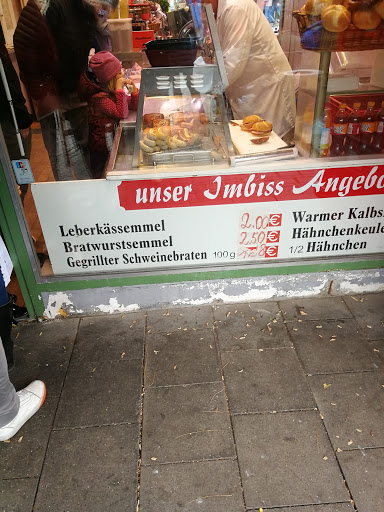 unser Imbiss Angebo
Leberkässemmel 2,00€
Bratwurstsemmel 2,50€
Gegrillter Schweinebraten 100g €
Warmer Kalbs
Hähnchenkeule
1/2 Hähnchen